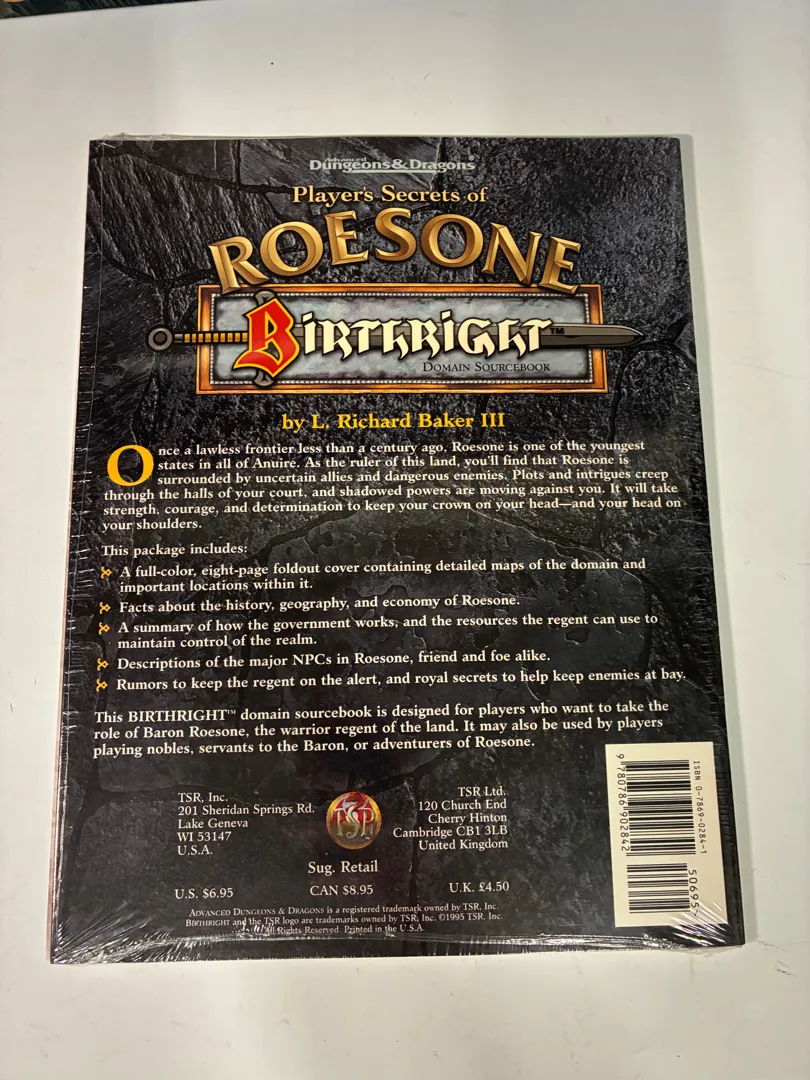 Advanced
Dungeons&Dragons®
Player's Secrets of
ROESONE
BIRTHRIGHT™
DOMAIN SOURCEBOOK
by L. Richard Baker III
Once a lawless frontier less than a century ago, Roesone is one of the youngest
states in all of Anuire. As the ruler of this land, you'll find that Roesone is
surrounded by uncertain allies and dangerous enemies. Plots and intrigues creep
through the halls of your court, and shadowed powers are moving against you. It will take
strength, courage, and determination to keep your crown on your head—and your head on
your shoulders.
This package includes:
A full-color, eight-page foldout cover containing detailed maps of the domain and
important locations within it.
Facts about the history, geography, and economy of Roesone.
A summary of how the government works, and the resources the regent can use to
maintain control of the realm.
Descriptions of the major NPCs in Roesone, friend and foe alike.
Rumors to keep the regent on the alert, and royal secrets to help keep enemies at bay.
This BIRTHRIGHT™ domain sourcebook is designed for players who want to take the
role of Baron Roesone, the warrior regent of the land. It may also be used by players
playing nobles, servants to the Baron, or adventurers of Roesone.
TSR, Inc.
201 Sheridan Springs Rd.
Lake Geneva
WI 53147
U.S.A.
TSR
TSR Ltd.
120 Church End
Cherry Hinton
Cambridge CB1 3LB
United Kingdom
Sug. Retail
U.S. $6.95 CAN $8.95 U.K. £4.50
ADVANCED DUNGEONS & DRAGONS is a registered trademark owned by TSR, Inc.
BIRTHRIGHT and the TSR logo are trademarks owned by TSR, Inc. ©1995 TSR, Inc.
All Rights Reserved. Printed in the U.S.A.
ISBN 0-7869-0284-1
9 780786 902842
50695